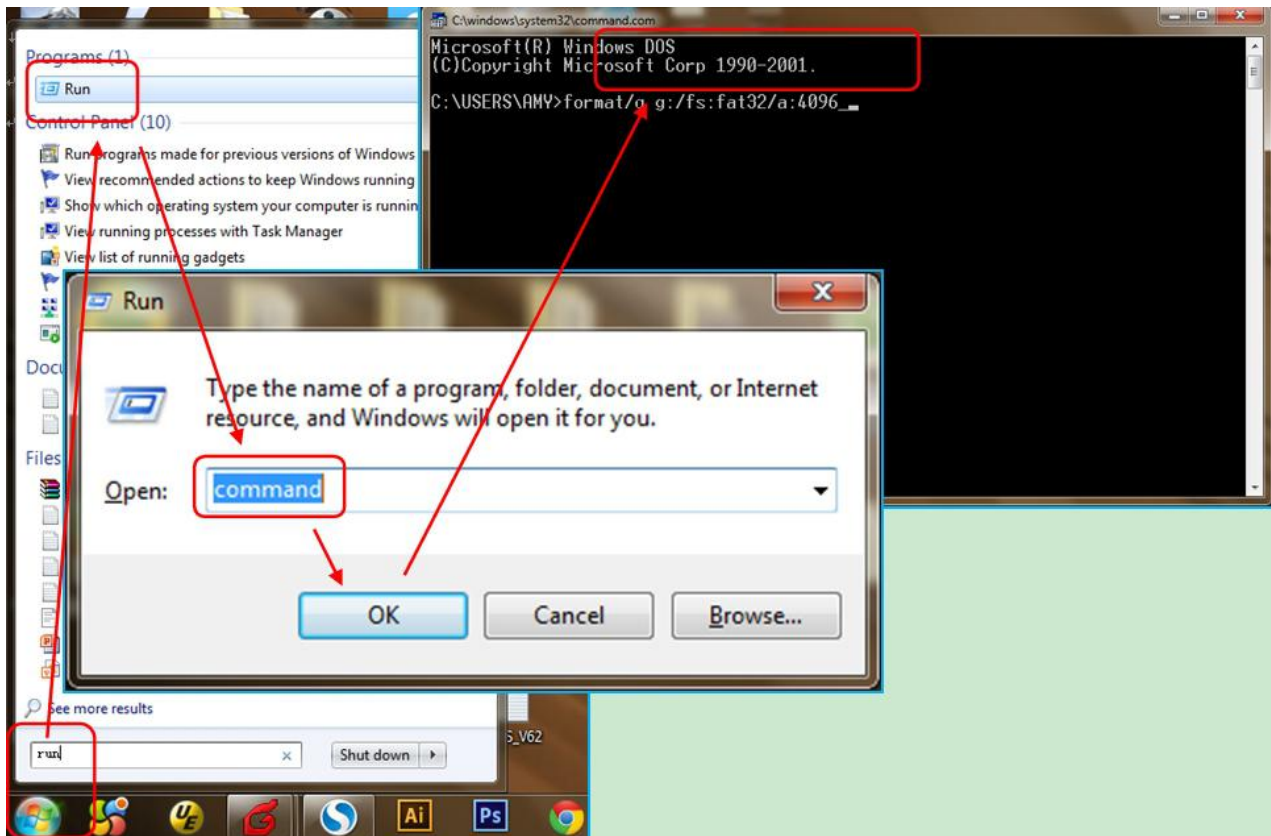 Programs (1)
Run
Control Panel (10)
Run programs made for previous versions of Windows
View recommended actions to keep Windows running
Show which operating system your computer is runnin
View running processes with Task Manager
View list of running gadgets
Docu
Files
See more results
run
Shut down
S_V62
UE
Ai
Ps
C:\windows\system32\command.com
Microsoft(R) Windows DOS
(C)Copyright Microsoft Corp 1990-2001.
C:\USERS\AMY>format/q g:/fs:fat32/a:4096_
Run
Type the name of a program, folder, document, or Internet
resource, and Windows will open it for you.
Open:
command
OK
Cancel
Browse...